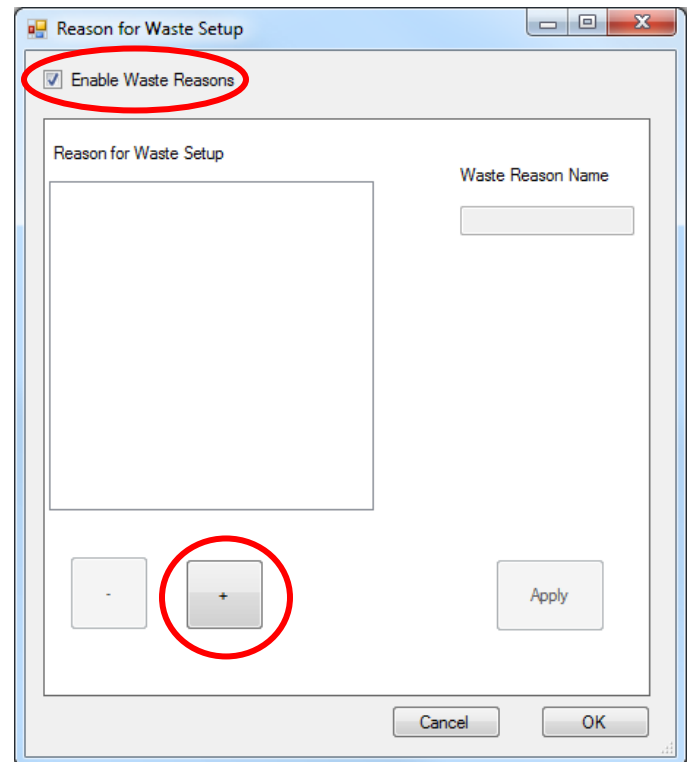 Reason for Waste Setup
Enable Waste Reasons
Reason for Waste Setup
Waste Reason Name
-
+
Apply
Cancel
OK